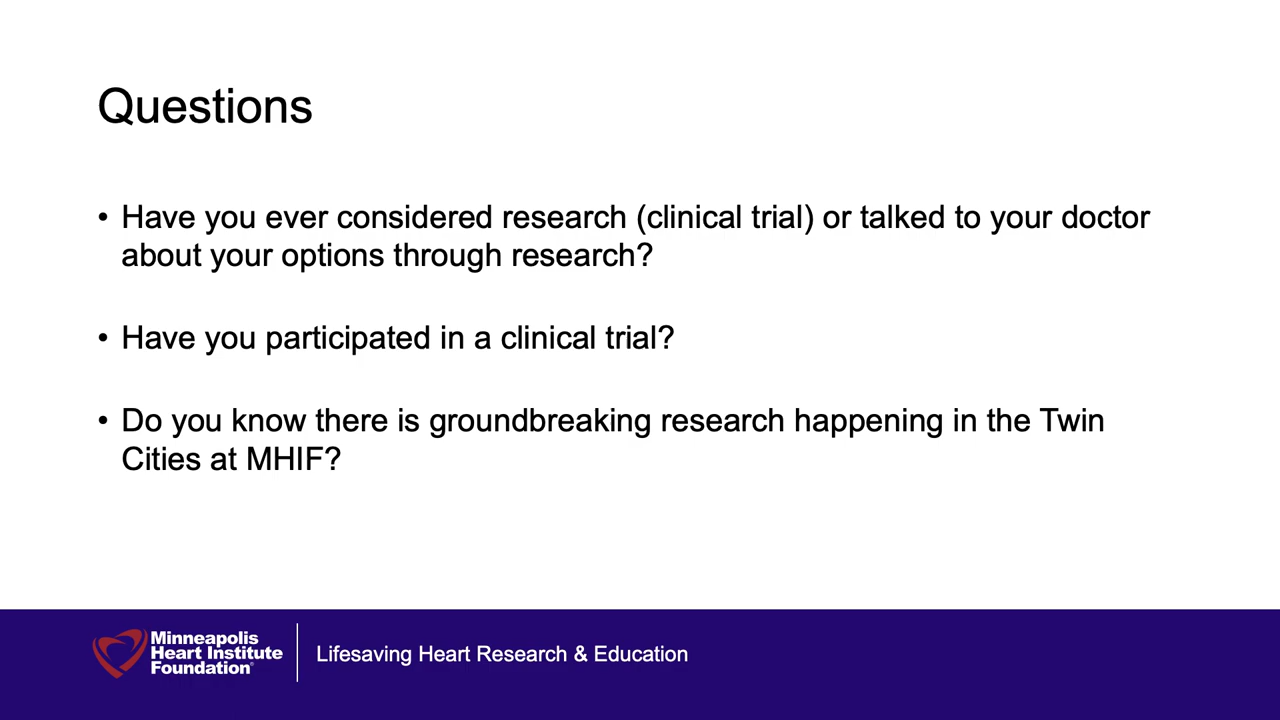 Questions
• Have you ever considered research (clinical trial) or talked to your doctor
about your options through research?
• Have you participated in a clinical trial?
• Do you know there is groundbreaking research happening in the Twin
Cities at MHIF?
Minneapolis
Heart Institute
Foundation®
Lifesaving Heart Research & Education